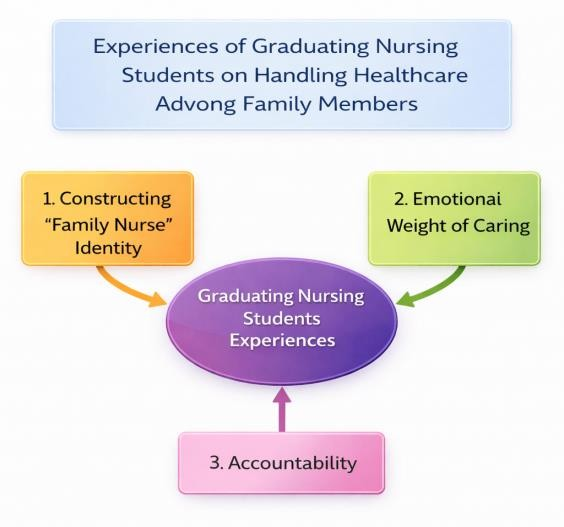 Experiences of Graduating Nursing
Students on Handling Healthcare
Advong Family Members
1. Constructing
"Family Nurse"
Identity
2. Emotional
Weight of Caring
Graduating Nursing
Students
Experiences
3. Accountability